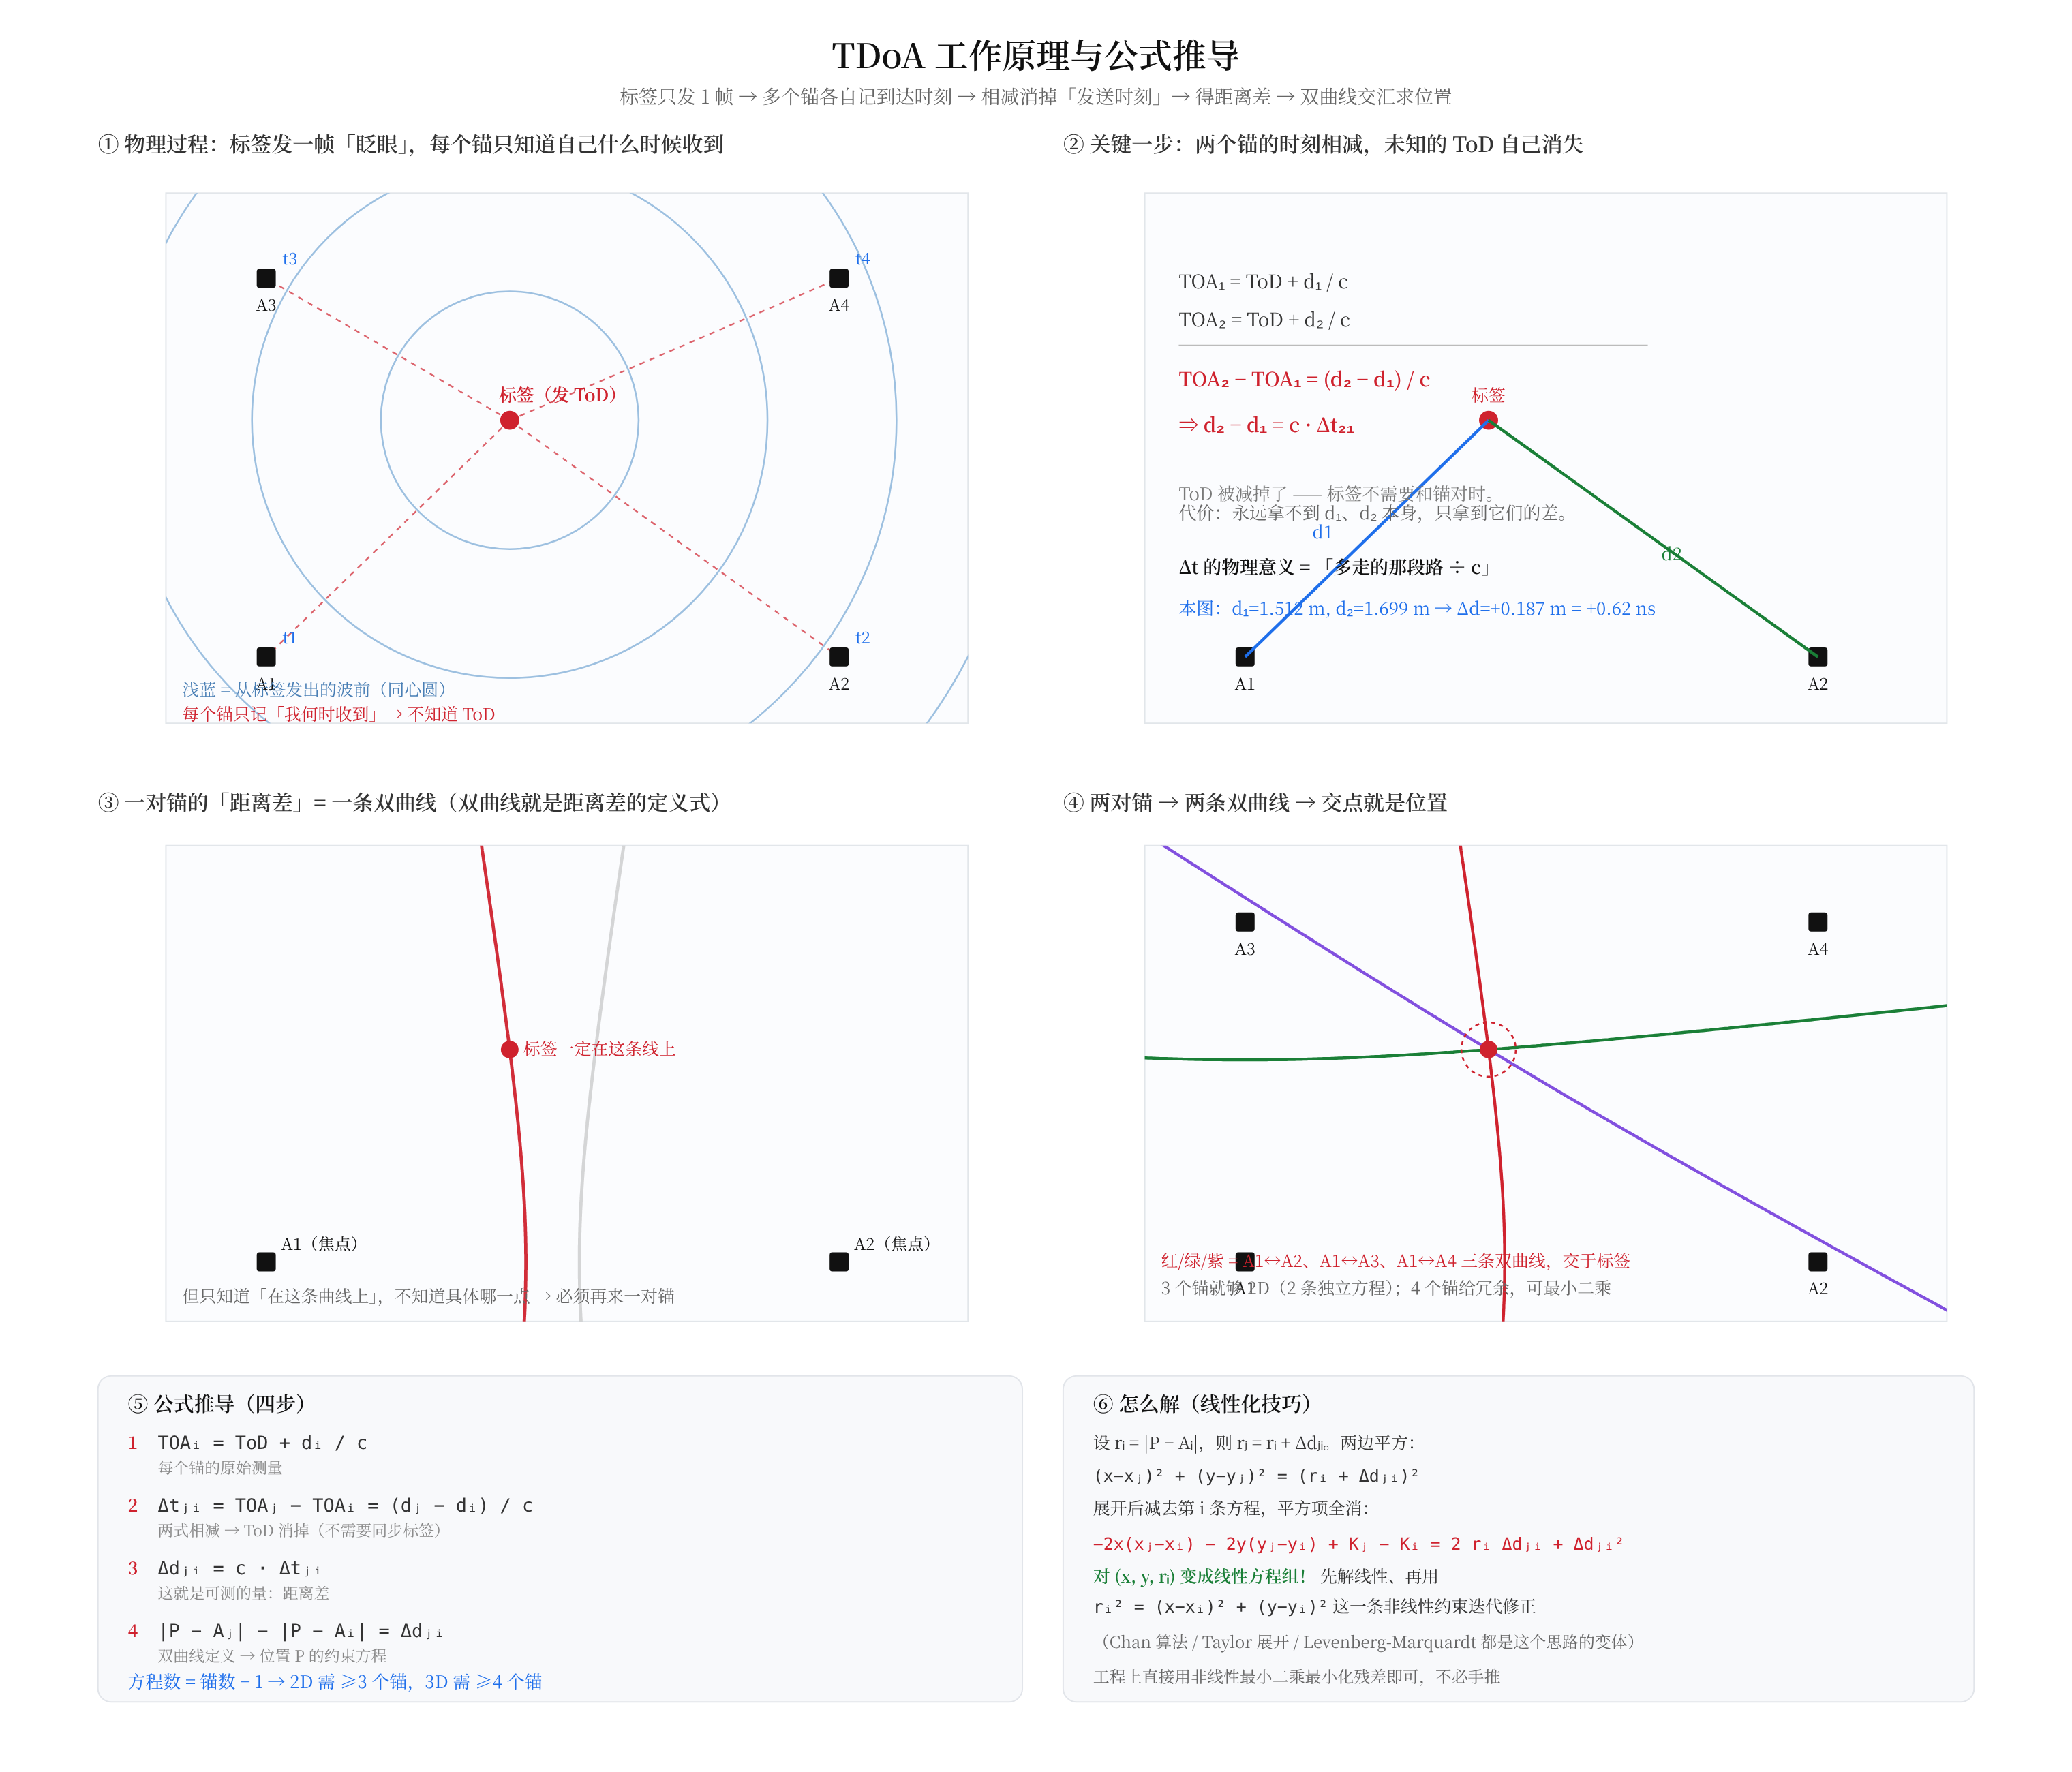 TDoA 工作原理与公式推导
标签只发 1 帧 → 多个锚各自记到达时刻 → 相减消掉「发送时刻」→ 得距离差 → 双曲线交汇求位置
① 物理过程：标签发一帧「眨眼」，每个锚只知道自己什么时候收到
t3
t4
A3
A4
标签（发 ToD）
t1
t2
A1
A2
浅蓝 = 从标签发出的波前（同心圆）
每个锚只记「我何时收到」→ 不知道 ToD
② 关键一步：两个锚的时刻相减，未知的 ToD 自己消失
TOA₁ = ToD + d₁ / c
TOA₂ = ToD + d₂ / c
TOA₂ − TOA₁ = (d₂ − d₁) / c
标签
⇒ d₂ − d₁ = c · Δt₂₁
ToD 被减掉了 —— 标签不需要和锚对时。
代价：永远拿不到 d₁、d₂ 本身，只拿到它们的差。
d1
d2
Δt 的物理意义 = 「多走的那段路 ÷ c」
本图：d₁=1.512 m, d₂=1.699 m → Δd=+0.187 m = +0.62 ns
A1
A2
③ 一对锚的「距离差」= 一条双曲线（双曲线就是距离差的定义式）
标签一定在这条线上
A1（焦点）
A2（焦点）
但只知道「在这条曲线上」，不知道具体哪一点 → 必须再来一对锚
④ 两对锚 → 两条双曲线 → 交点就是位置
A3
A4
红/绿/紫 = A1↔A2、A1↔A3、A1↔A4 三条双曲线，交于标签
3 个锚就够 2D（2 条独立方程）；4 个锚给冗余，可最小二乘
A1
A2
⑤ 公式推导（四步）
1 TOAᵢ = ToD + dᵢ / c
每个锚的原始测量
2 Δtⱼᵢ = TOAⱼ − TOAᵢ = (dⱼ − dᵢ) / c
两式相减 → ToD 消掉（不需要同步标签）
3 Δdⱼᵢ = c · Δtⱼᵢ
这就是可测的量：距离差
4 |P − Aⱼ| − |P − Aᵢ| = Δdⱼᵢ
双曲线定义 → 位置 P 的约束方程
方程数 = 锚数 − 1 → 2D 需 ≥3 个锚，3D 需 ≥4 个锚
⑥ 怎么解（线性化技巧）
设 rᵢ = |P − Aᵢ|，则 rⱼ = rᵢ + Δdⱼᵢ。两边平方：
(x−xⱼ)² + (y−yⱼ)² = (rᵢ + Δdⱼᵢ)²
展开后减去第 i 条方程，平方项全消：
−2x(xⱼ−xᵢ) − 2y(yⱼ−yᵢ) + Kⱼ − Kᵢ = 2 rᵢ Δdⱼᵢ + Δdⱼᵢ²
对 (x, y, rᵢ) 变成线性方程组！ 先解线性、再用
rᵢ² = (x−xᵢ)² + (y−yᵢ)² 这一条非线性约束迭代修正
（Chan 算法 / Taylor 展开 / Levenberg-Marquardt 都是这个思路的变体）
工程上直接用非线性最小二乘最小化残差即可，不必手推